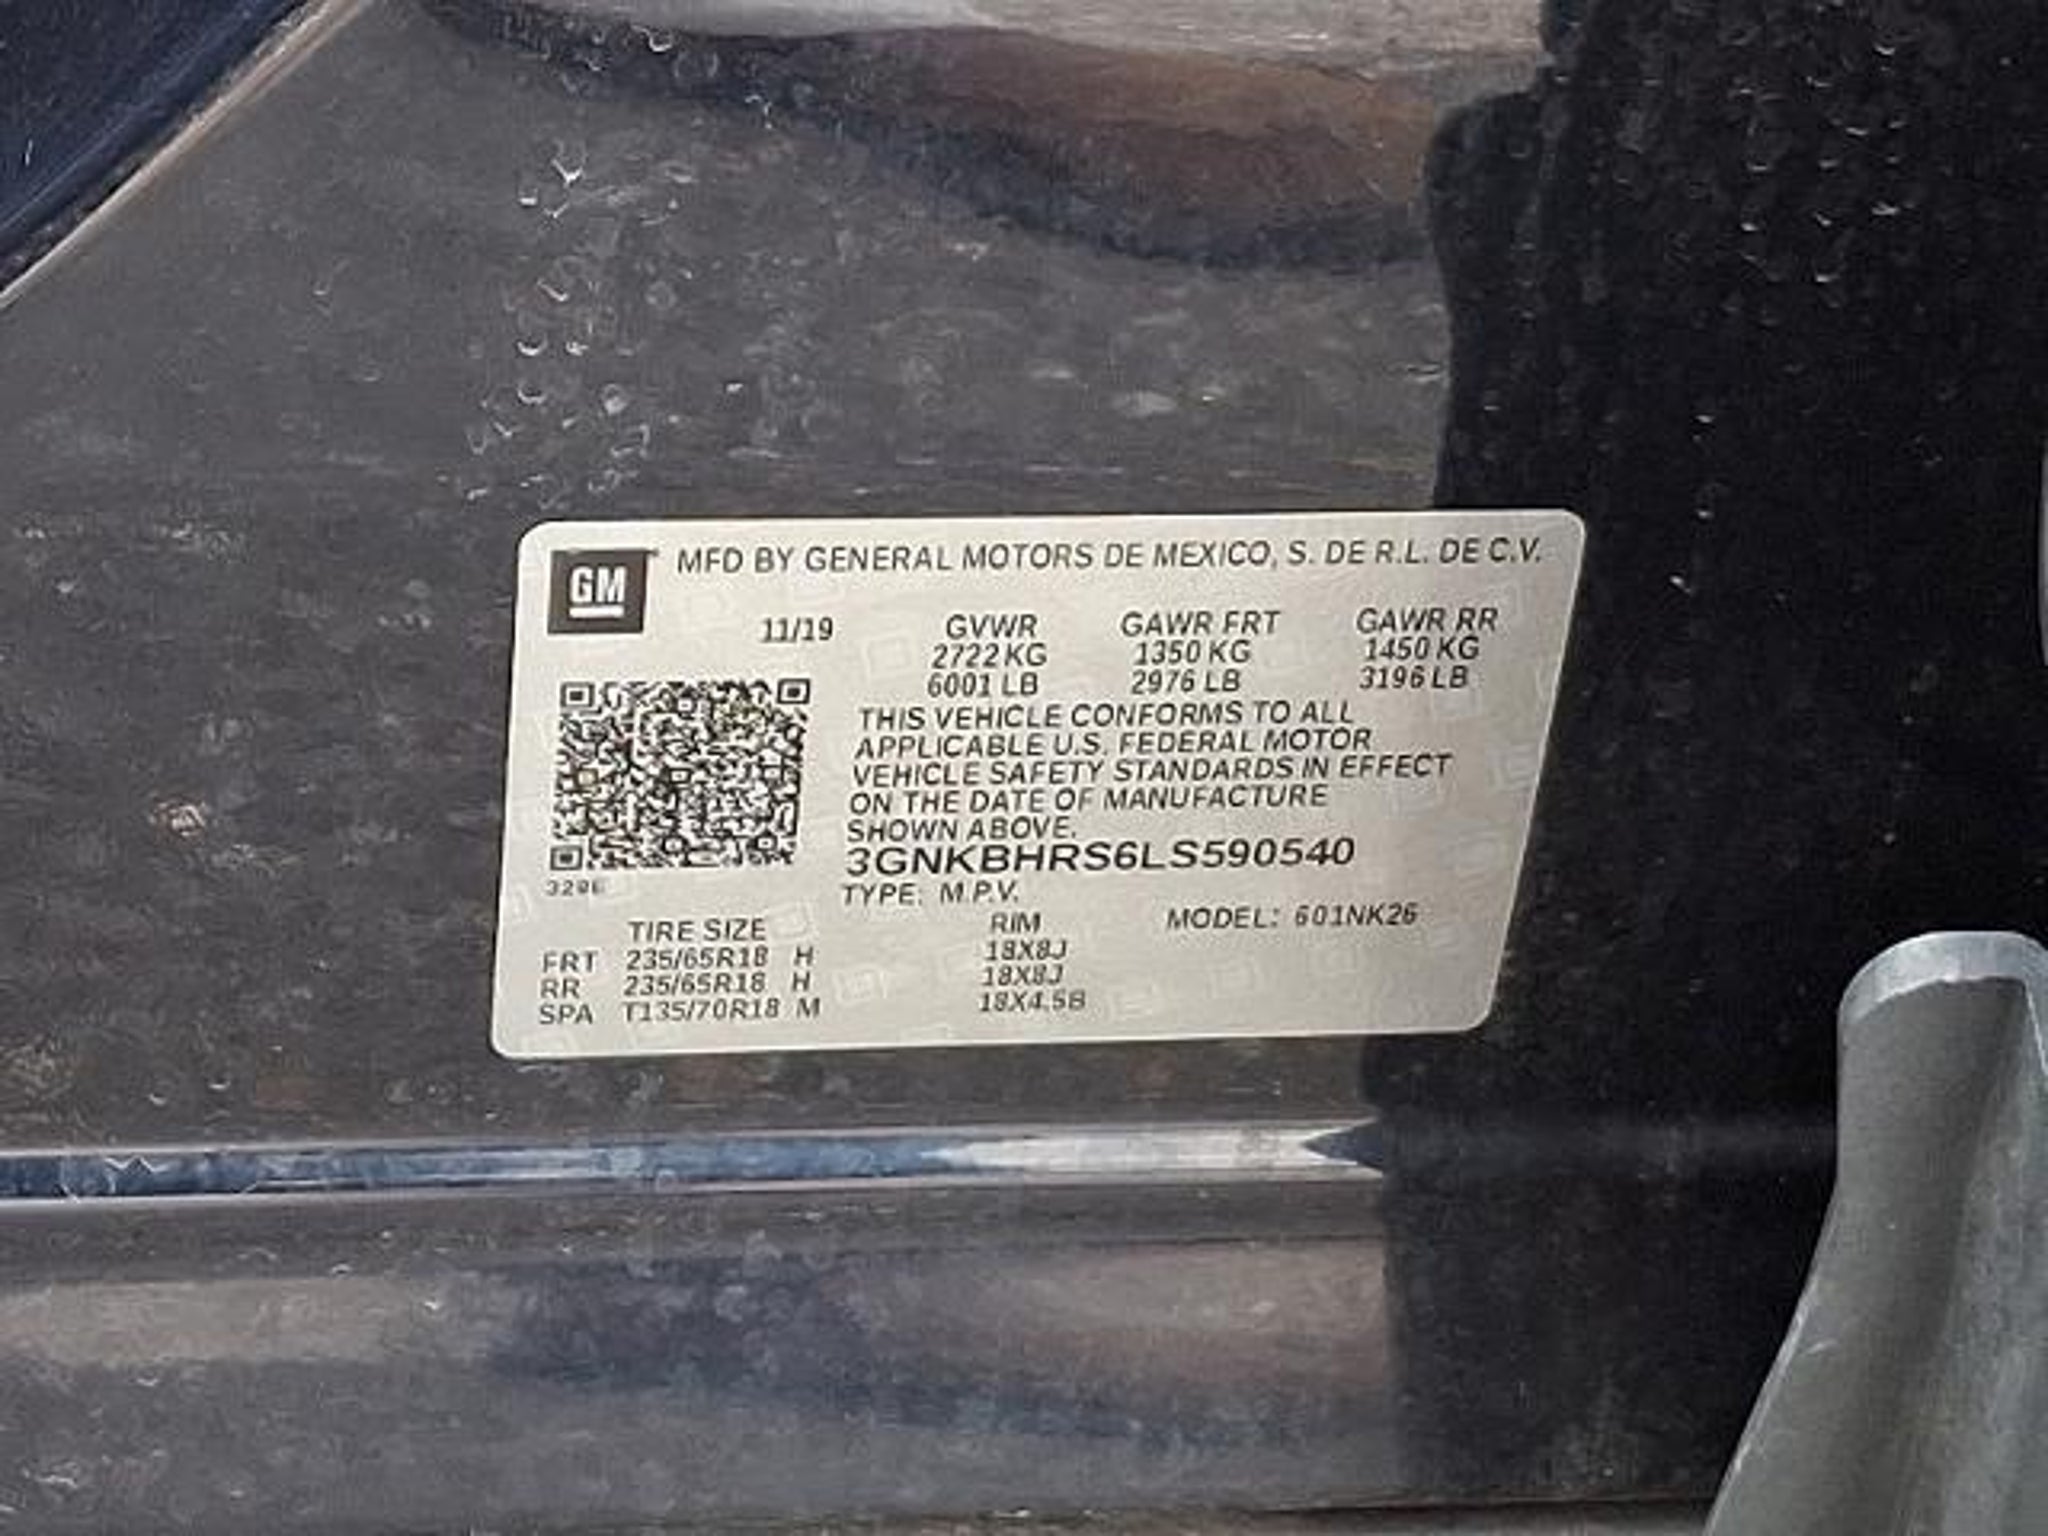 GM MFD BY GENERAL MOTORS DE MEXICO, S. DE R.L. DE C.V.
11/19 GVWR GAWR FRT GAWR RR
2722 KG 1350 KG 1450 KG
6001 LB 2976 LB 3196 LB
THIS VEHICLE CONFORMS TO ALL
APPLICABLE U.S. FEDERAL MOTOR
VEHICLE SAFETY STANDARDS IN EFFECT
ON THE DATE OF MANUFACTURE
SHOWN ABOVE.
3GNKBHRS6LS590540
TYPE: M.P.V.
TIRE SIZE RIM MODEL: 601NK26
FRT 235/65R18 H 18X8J
RR 235/65R18 H 18X8J
SPA T135/70R18 M 18X4.5B